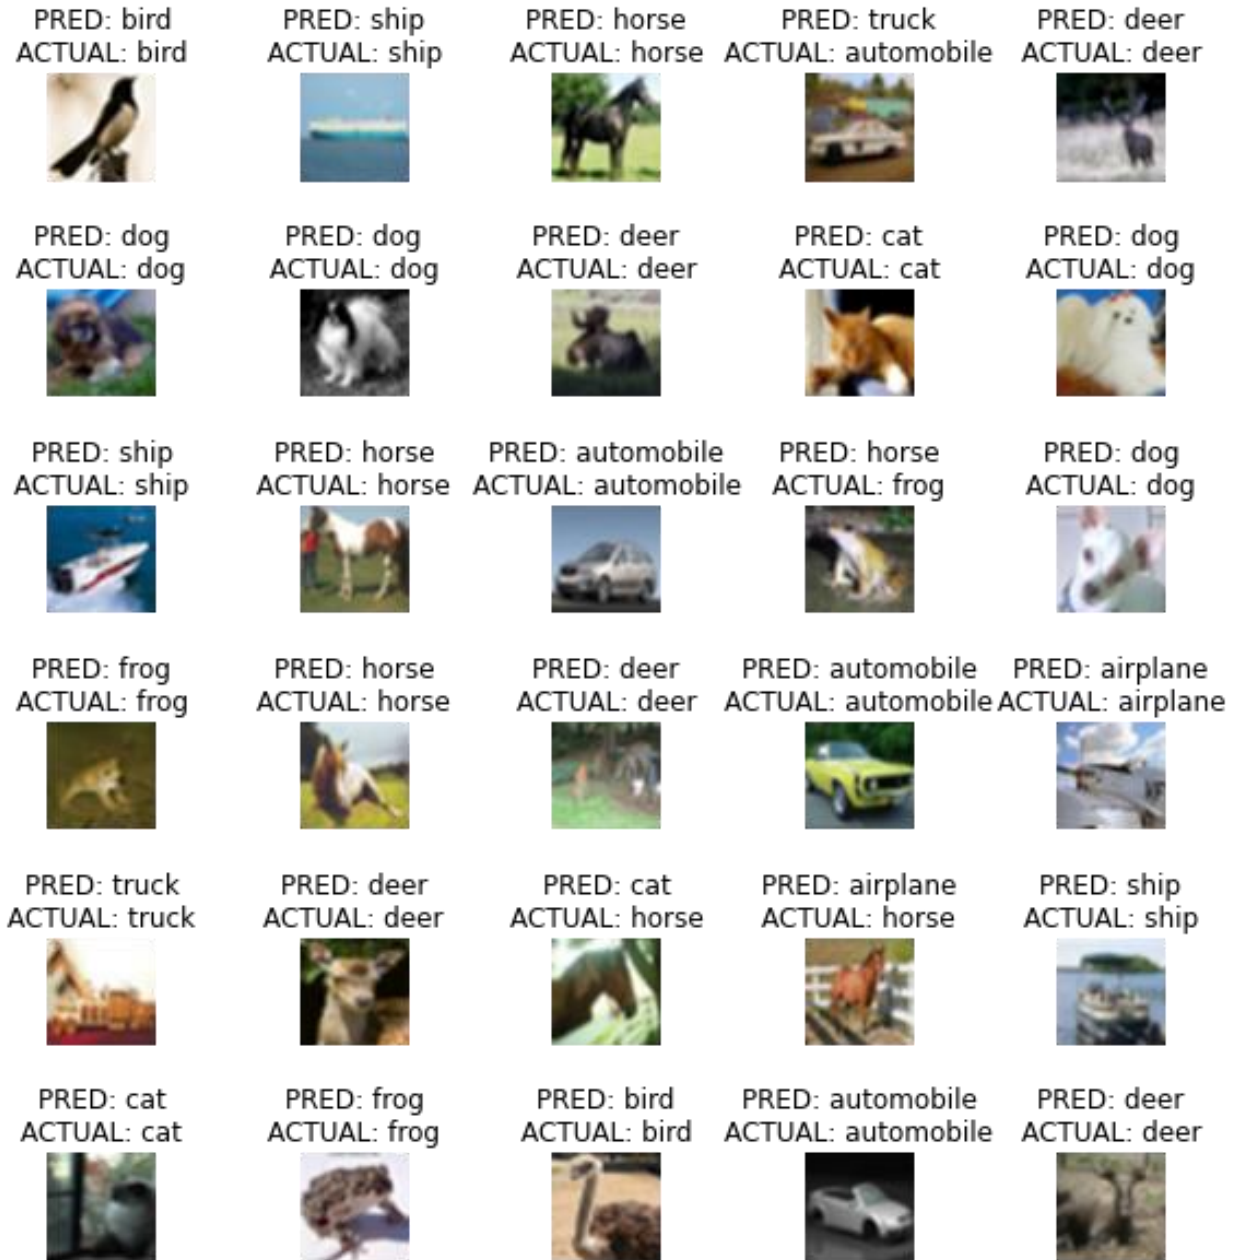 PRED: bird
ACTUAL: bird
PRED: ship
ACTUAL: ship
PRED: horse
ACTUAL: horse
PRED: truck
ACTUAL: automobile
PRED: deer
ACTUAL: deer
PRED: dog
ACTUAL: dog
PRED: dog
ACTUAL: dog
PRED: deer
ACTUAL: deer
PRED: cat
ACTUAL: cat
PRED: dog
ACTUAL: dog
PRED: ship
ACTUAL: ship
PRED: horse
ACTUAL: horse
PRED: automobile
ACTUAL: automobile
PRED: horse
ACTUAL: frog
PRED: dog
ACTUAL: dog
PRED: frog
ACTUAL: frog
PRED: horse
ACTUAL: horse
PRED: deer
ACTUAL: deer
PRED: automobile
ACTUAL: automobile
PRED: airplane
ACTUAL: airplane
PRED: truck
ACTUAL: truck
PRED: deer
ACTUAL: deer
PRED: cat
ACTUAL: horse
PRED: airplane
ACTUAL: horse
PRED: ship
ACTUAL: ship
PRED: cat
ACTUAL: cat
PRED: frog
ACTUAL: frog
PRED: bird
ACTUAL: bird
PRED: automobile
ACTUAL: automobile
PRED: deer
ACTUAL: deer